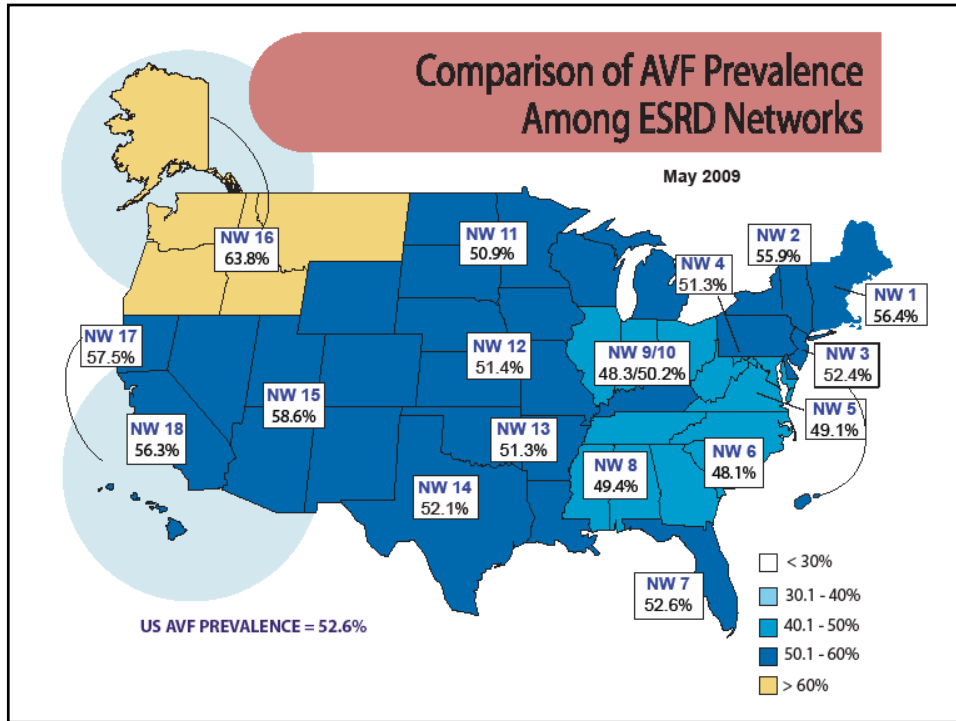 Comparison of AVF Prevalence
Among ESRD Networks
May 2009
NW 16
63.8%
NW 11
50.9%
NW 2
55.9%
NW 4
51.3%
NW 1
56.4%
NW 17
57.5%
NW 12
51.4%
NW 9/10
48.3/50.2%
NW 3
52.4%
NW 15
58.6%
NW 5
49.1%
NW 18
56.3%
NW 13
51.3%
NW 8
49.4%
NW 6
48.1%
NW 14
52.1%
NW 7
52.6%
< 30%
30.1 - 40%
40.1 - 50%
50.1 - 60%
> 60%
US AVF PREVALENCE = 52.6%